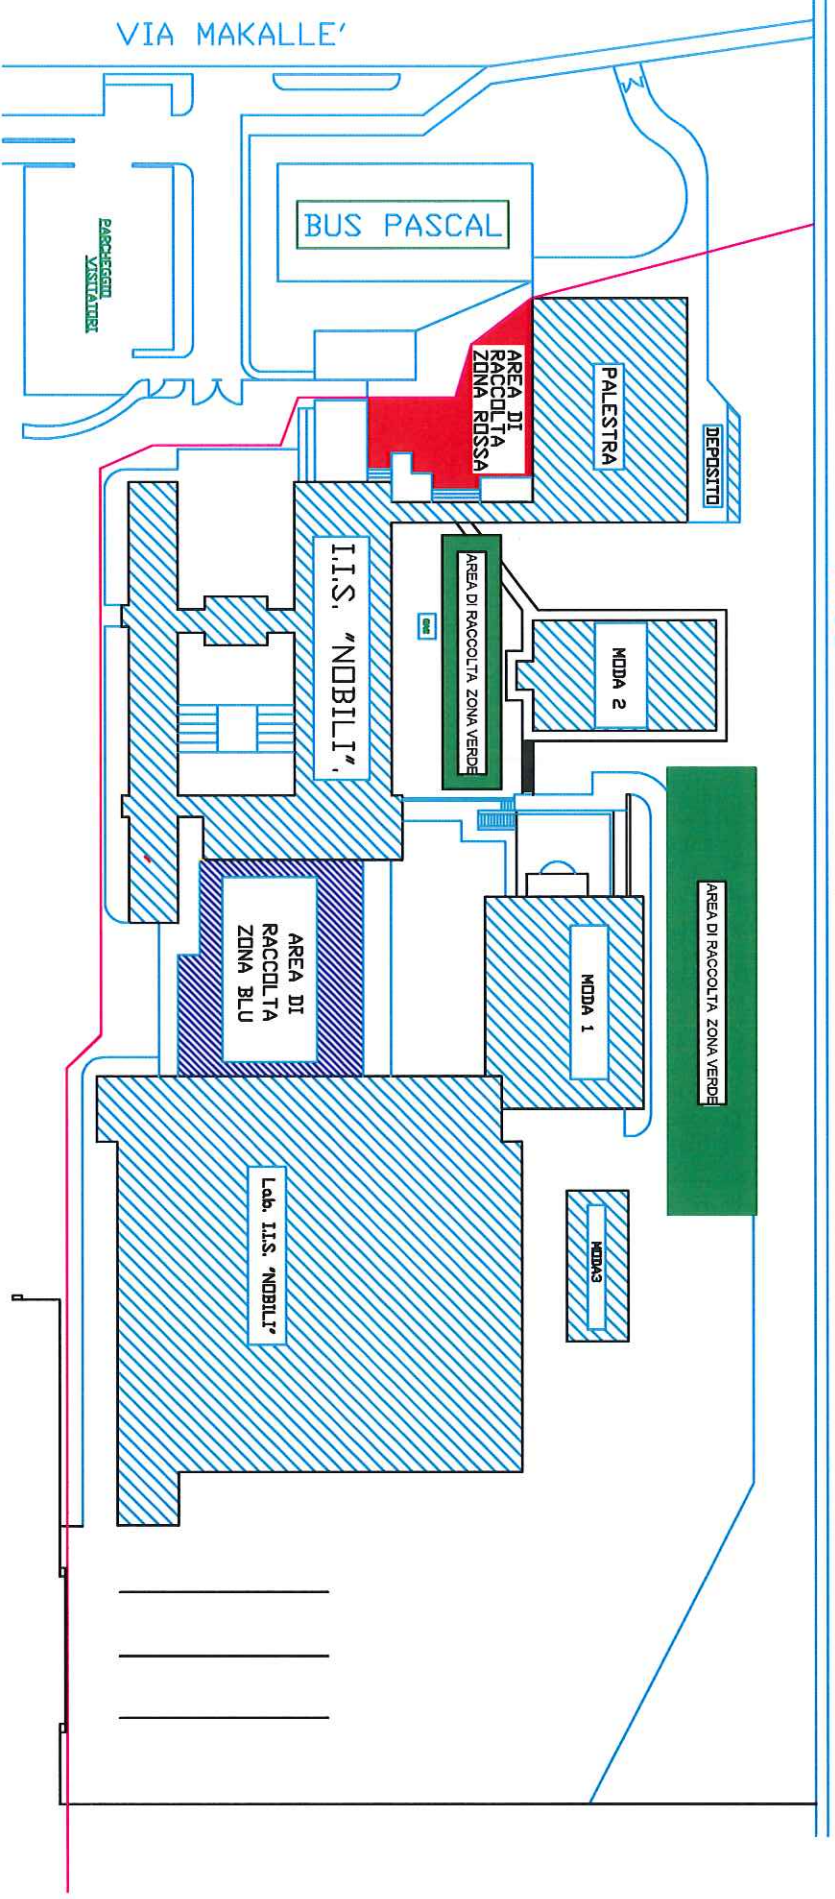 VIA MAKALLE'
BUS PASCAL
PARCHEGGIO
VISITATORI
AREA DI
RACCOLTA
ZONA ROSSA
PALESTRA
DEPOSITO
I.I.S. "NOBILI".
AREA DI RACCOLTA ZONA VERDE
MODA 2
AREA DI RACCOLTA ZONA VERDE
AREA DI
RACCOLTA
ZONA BLU
MODA 1
Lab. I.I.S. "NOBILI"
MODA3